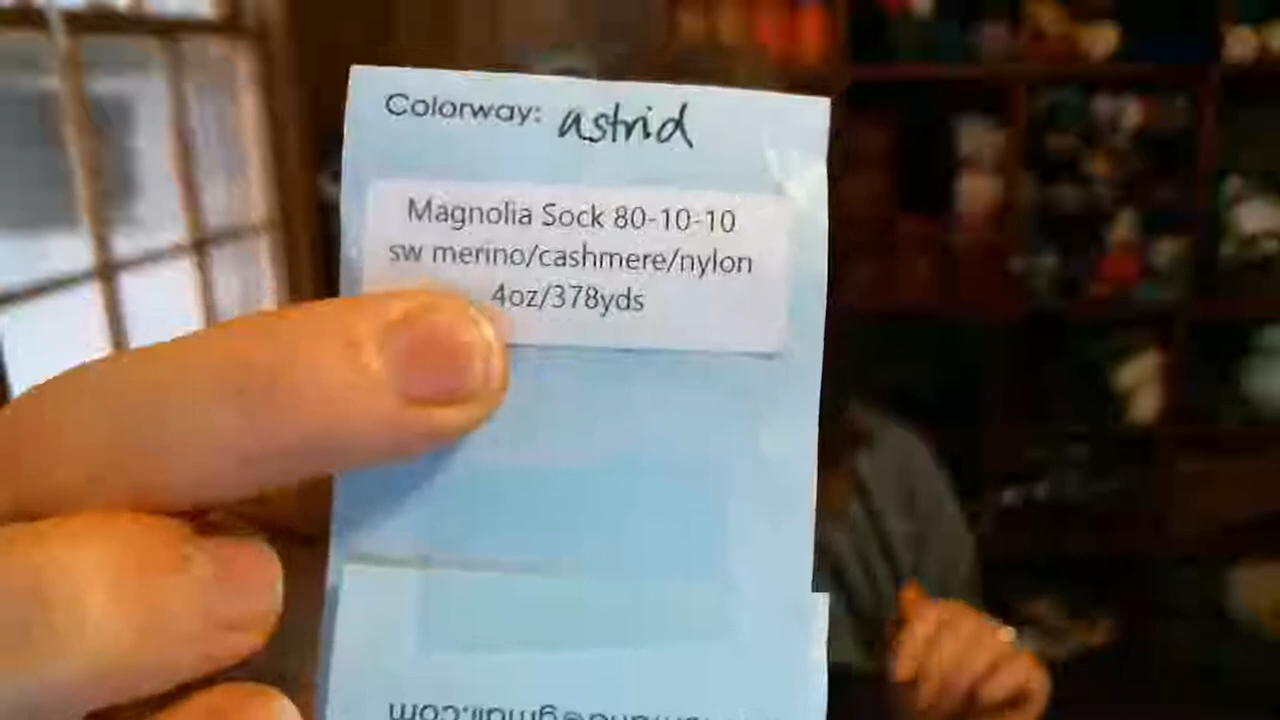 Colorway: astrid
Magnolia Sock 80-10-10
sw merino/cashmere/nylon
4oz/378yds